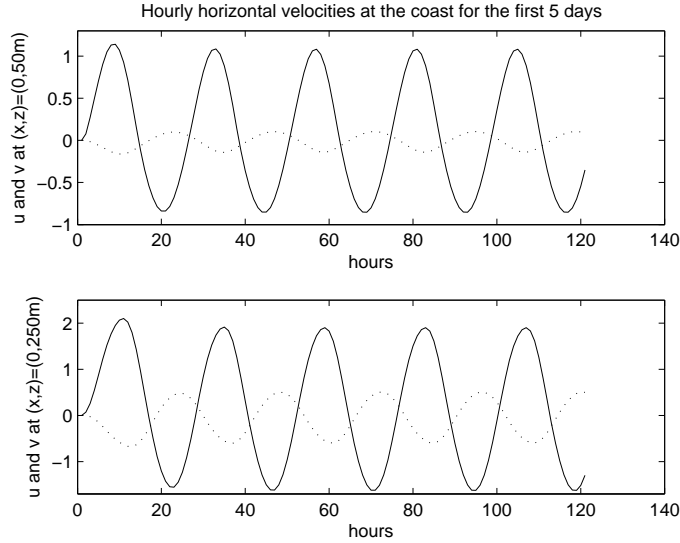 Hourly horizontal velocities at the coast for the first 5 days
u and v at (x,z)=(0,50m)
1
0.5
0
−0.5
−1
0 20 40 60 80 100 120 140
hours
u and v at (x,z)=(0,250m)
2
1
0
−1
0 20 40 60 80 100 120 140
hours